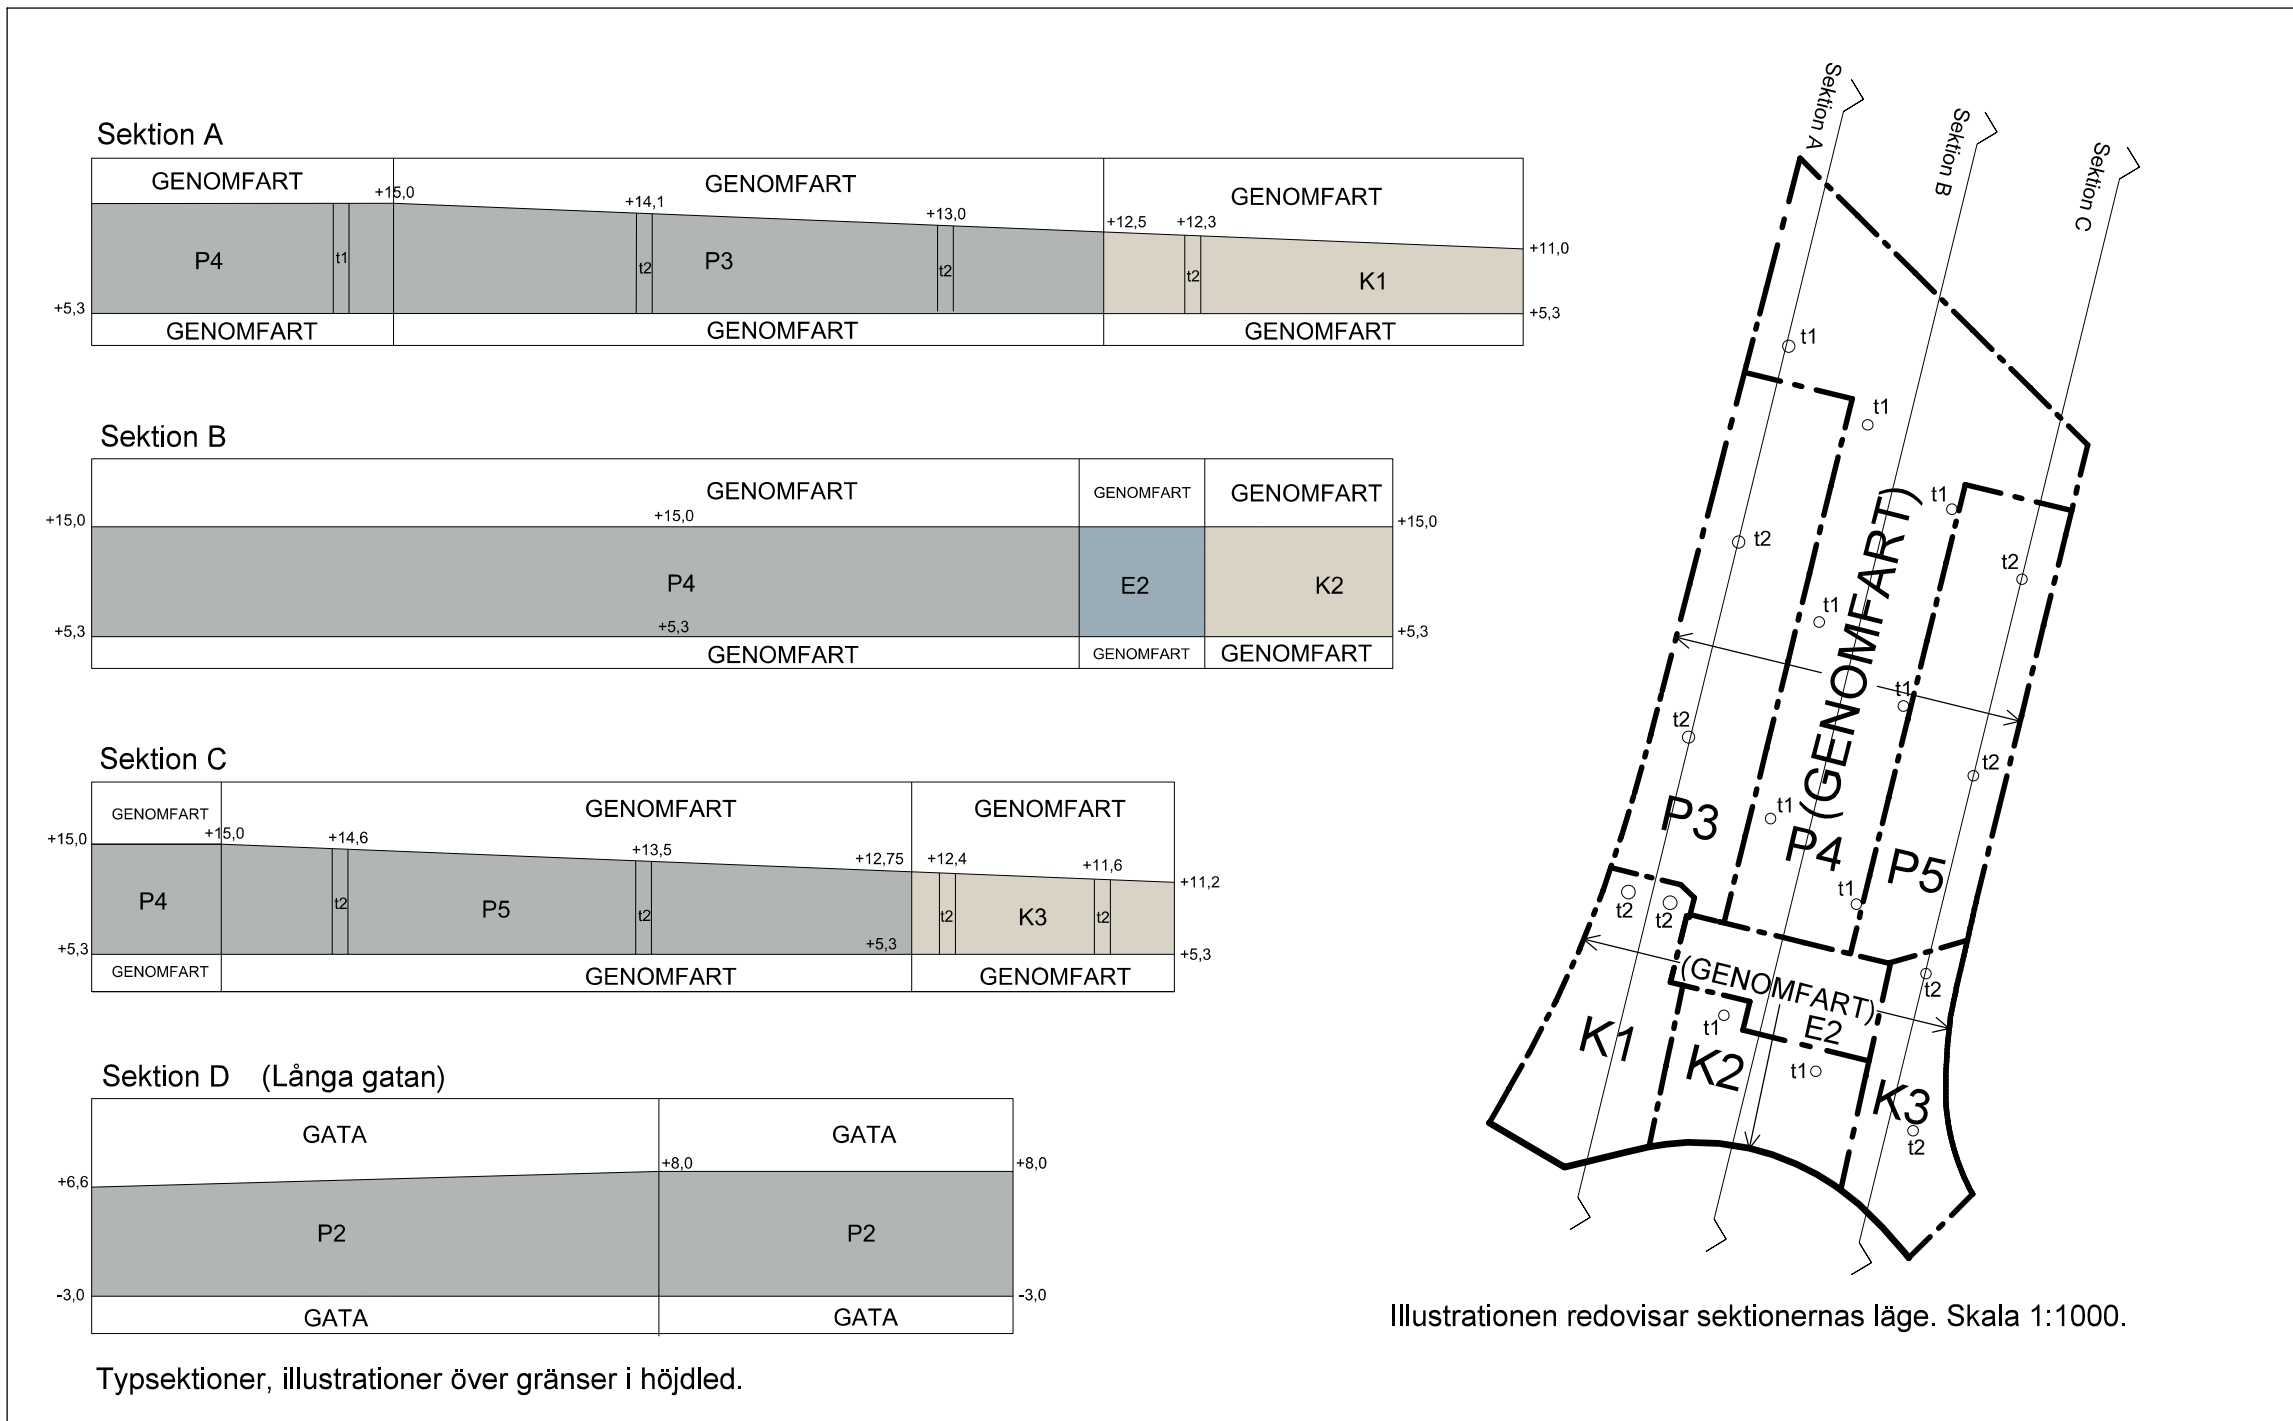 Sektion A
GENOMFART
GENOMFART
GENOMFART
+15,0
+14,1
+13,0
+12,5
+12,3
+11,0
P4
t1
t2
P3
t2
t2
K1
+5,3
+5,3
GENOMFART
GENOMFART
GENOMFART
Sektion B
GENOMFART
GENOMFART
GENOMFART
+15,0
+15,0
+15,0
P4
E2
K2
+5,3
+5,3
+5,3
GENOMFART
GENOMFART
GENOMFART
Sektion C
GENOMFART
GENOMFART
GENOMFART
+15,0
+15,0
+14,6
+13,5
+12,75
+12,4
+11,6
+11,2
P4
t2
P5
t2
t2
K3
t2
+5,3
+5,3
+5,3
GENOMFART
GENOMFART
GENOMFART
Sektion D (Långa gatan)
GATA
GATA
+6,6
+8,0
+8,0
P2
P2
-3,0
-3,0
GATA
GATA
Typsektioner, illustrationer över gränser i höjdled.
Sektion A
Sektion B
Sektion C
t1
t1
t1
t2
t2
t1
(GENOMFART)
t1
t2
t2
P3
t1
P4
P5
t1
t2
t2
(GENOMFART)
t2
K1
t1
E2
K2
t1
K3
t2
Illustrationen redovisar sektionernas läge. Skala 1:1000.